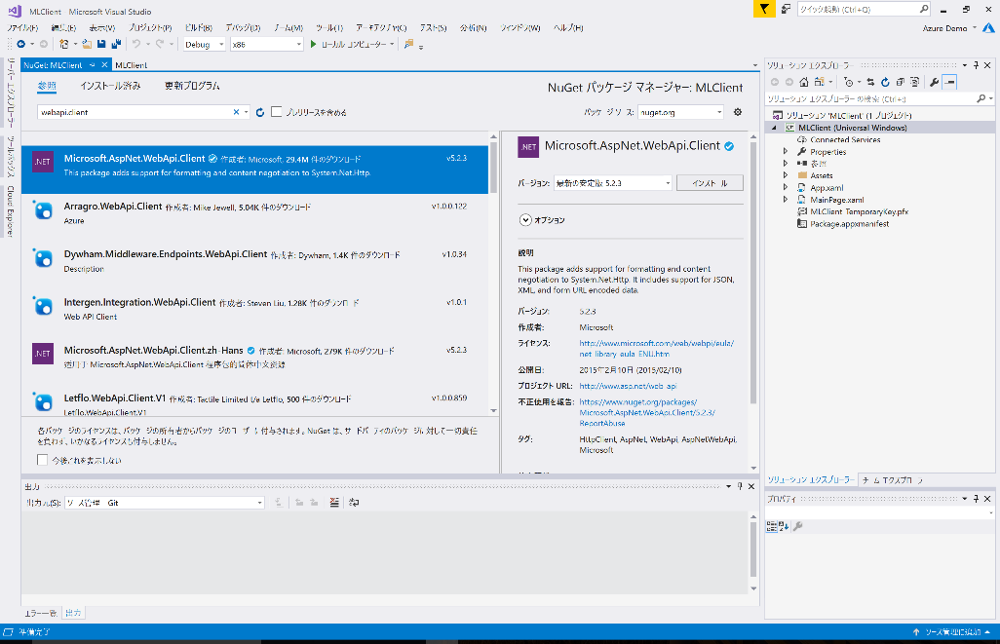 MLClient - Microsoft Visual Studio
クイック起動 (Ctrl+Q)
ファイル(F) 編集(E) 表示(V) プロジェクト(P) ビルド(B) デバッグ(D) チーム(M) ツール(T) アーキテクチャ(C) テスト(S) 分析(N) ウィンドウ(W) ヘルプ(H)
Azure Demo
Debug x86 ローカル コンピューター
サーバー エクスプローラー
ツールボックス
Cloud Explorer
NuGet: MLClient MLClient
参照 インストール済み 更新プログラム
NuGet パッケージ マネージャー: MLClient
webapi.client
プレリリースを含める
パッケージ ソース: nuget.org
.NET
Microsoft.AspNet.WebApi.Client 作成者: Microsoft, 29.4M 件のダウンロード v5.2.3
This package adds support for formatting and content negotiation to System.Net.Http.
Arragro.WebApi.Client 作成者: Mike Jewell, 5.04K 件のダウンロード v1.0.0.122
Azure
Dywham.Middleware.Endpoints.WebApi.Client 作成者: Dywham, 1.4K 件のダウンロード v1.0.34
Description
Intergen.Integration.WebApi.Client 作成者: Steven Liu, 1.28K 件のダウンロード v1.0.1
Web API Client
.NET
Microsoft.AspNet.WebApi.Client.zh-Hans 作成者: Microsoft, 279K 件のダウンロード v5.2.3
适用于 Microsoft.AspNet.WebApi.Client 程序包的简体中文资源
Letflo.WebApi.Client.V1 作成者: Tactile Limited t/a Letflo, 500 件のダウンロード v1.0.0.859
Letflo.WebApi.Client.V1
各パッケージのライセンスは、パッケージの所有者からパッケージのユーザーに付与されます。NuGet は、サードパーティのパッケージに対して一切責任
を負わず、いかなるライセンスも付与しません。
今後これを表示しない
.NET
Microsoft.AspNet.WebApi.Client
バージョン: 最新の安定版 5.2.3 インストール
オプション
説明
This package adds support for formatting and content
negotiation to System.Net.Http. It includes support for JSON,
XML, and form URL encoded data.
バージョン: 5.2.3
作成者: Microsoft
ライセンス: http://www.microsoft.com/web/webpi/eula/
net_library_eula_ENU.htm
公開日: 2015年2月10日 (2015/02/10)
プロジェクト URL: http://www.asp.net/web-api
不正使用を報告: https://www.nuget.org/packages/
Microsoft.AspNet.WebApi.Client/5.2.3/
ReportAbuse
タグ: HttpClient, AspNet, WebApi, AspNetWebApi,
Microsoft
ソリューション エクスプローラー
ソリューション エクスプローラー の検索 (Ctrl+:)
ソリューション 'MLClient' (1 プロジェクト)
MLClient (Universal Windows)
Connected Services
Properties
参照
Assets
App.xaml
MainPage.xaml
MLClient_TemporaryKey.pfx
Package.appxmanifest
ソリューション エクスプローラー チーム エクスプローラー
プロパティ
出力
出力元(S): ソース管理 - Git
エラー一覧 出力
準備完了
ソース管理に追加